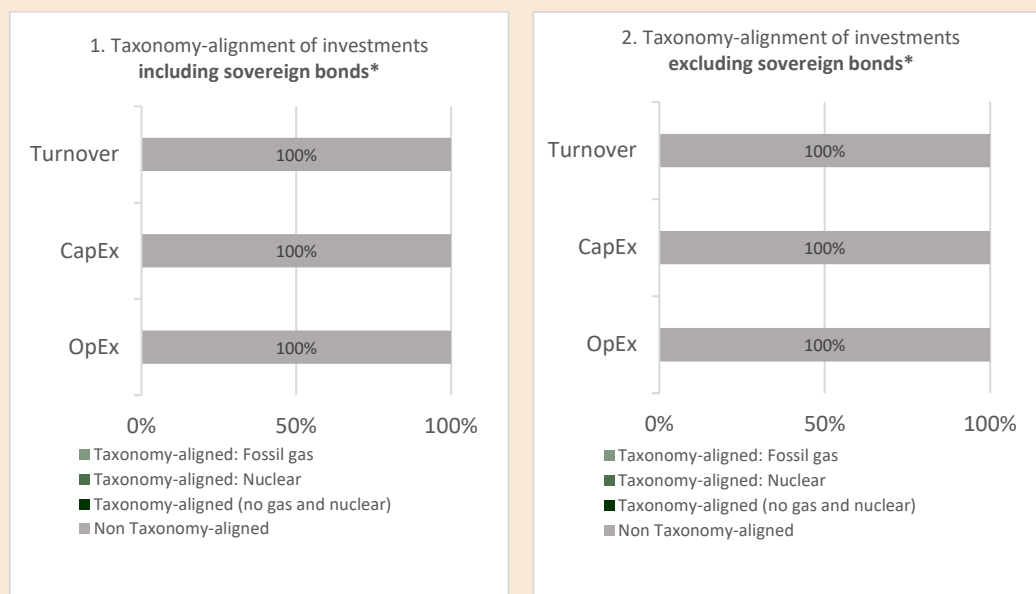 1. Taxonomy-alignment of investments
including sovereign bonds*
Turnover
100%
CapEx
100%
OpEx
100%
0%
50%
100%
Taxonomy-aligned: Fossil gas
Taxonomy-aligned: Nuclear
Taxonomy-aligned (no gas and nuclear)
Non Taxonomy-aligned
2. Taxonomy-alignment of investments
excluding sovereign bonds*
Turnover
100%
CapEx
100%
OpEx
100%
0%
50%
100%
Taxonomy-aligned: Fossil gas
Taxonomy-aligned: Nuclear
Taxonomy-aligned (no gas and nuclear)
Non Taxonomy-aligned